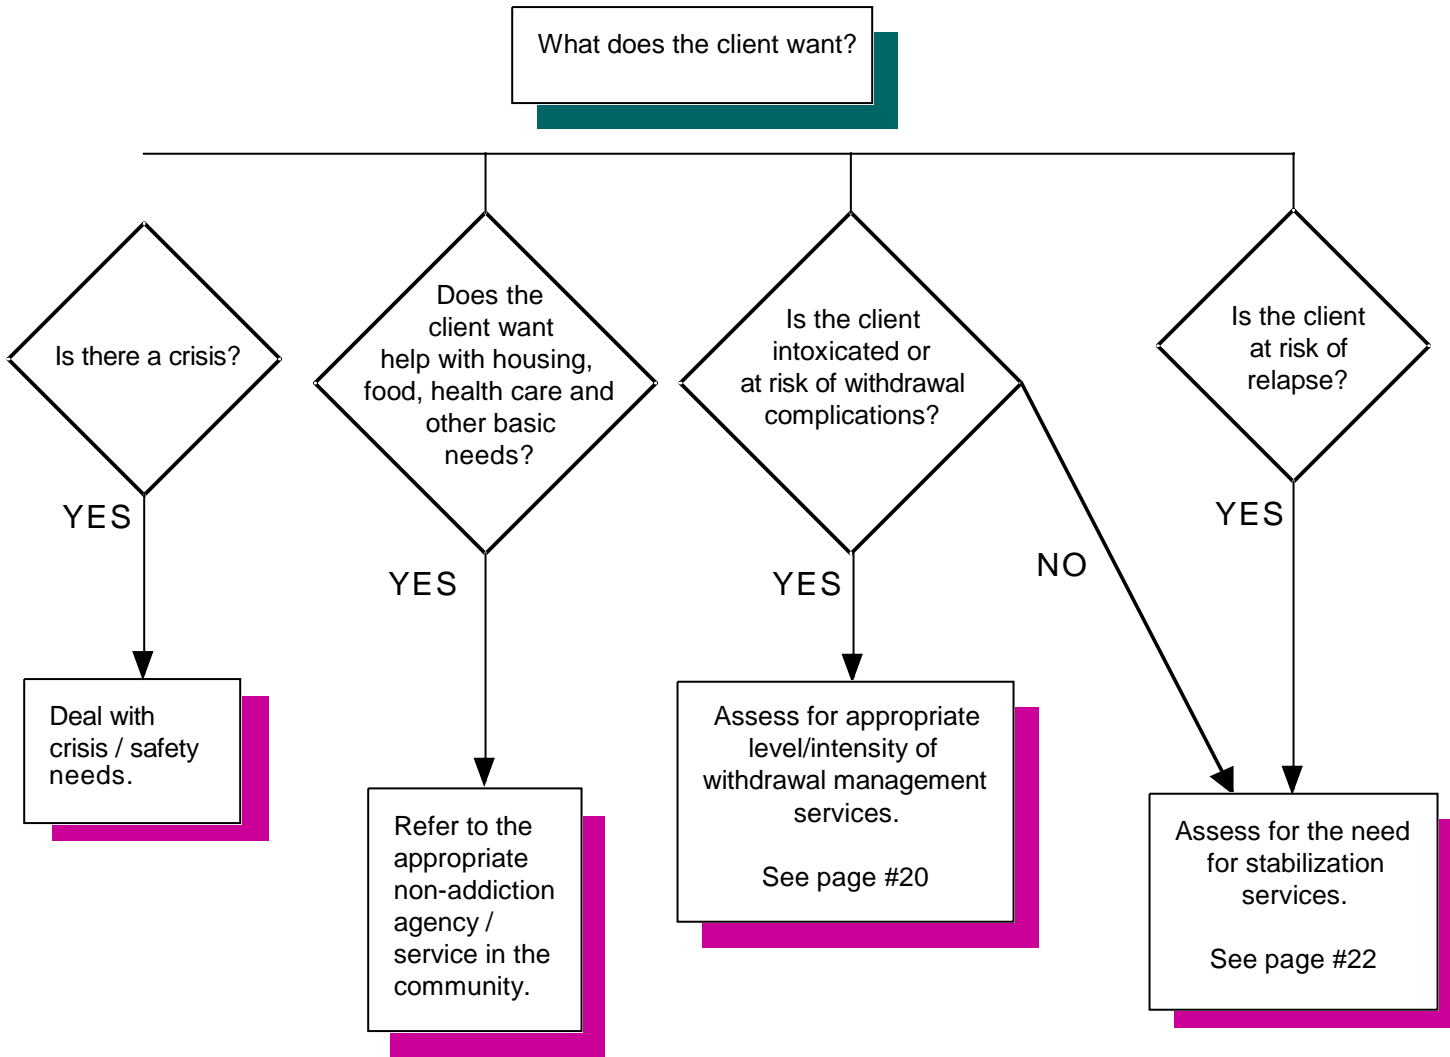 What does the client want?
Is there a crisis?
YES
Deal with
crisis / safety
needs.
Does the
client want
help with housing,
food, health care and
other basic
needs?
YES
Refer to the
appropriate
non-addiction
agency /
service in the
community.
Is the client
intoxicated or
at risk of withdrawal
complications?
YES
NO
Assess for appropriate
level/intensity of
withdrawal management
services.
See page #20
Is the client
at risk of
relapse?
YES
Assess for the need
for stabilization
services.
See page #22